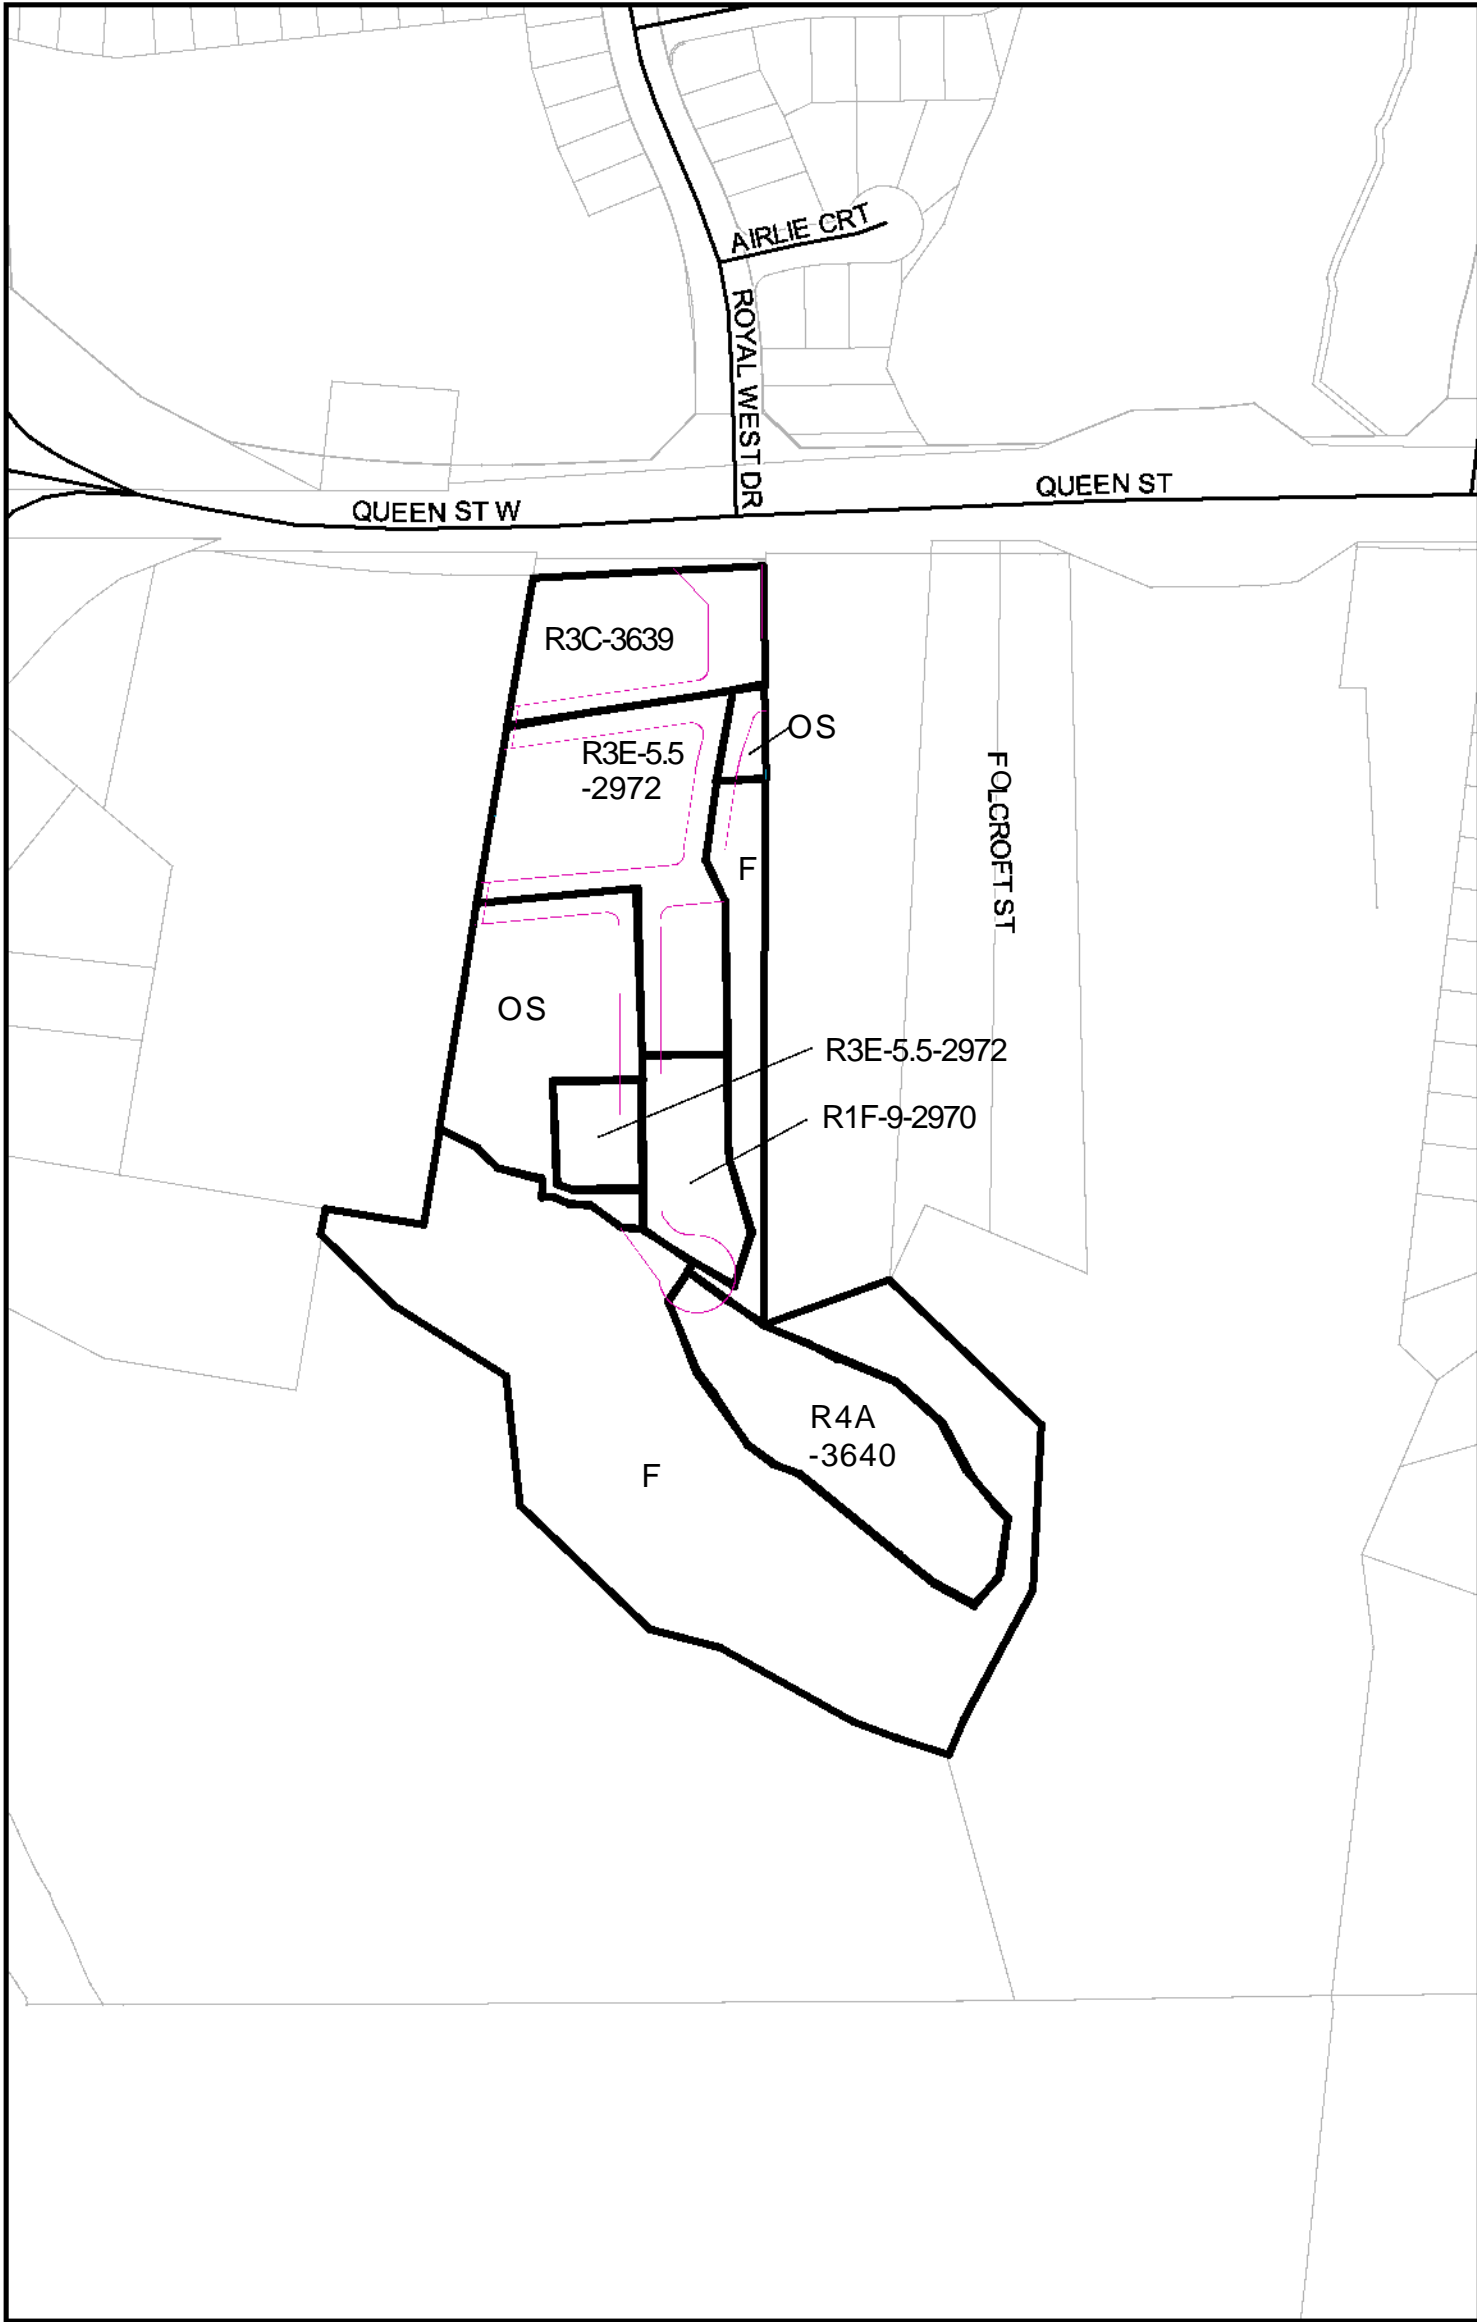 AIRLIE CRT
ROYAL WEST DR
QUEEN ST
QUEEN ST W
R3C-3639
OS
R3E-5.5
-2972
FOLCROFT ST
F
OS
R3E-5.5-2972
R1F-9-2970
R4A
-3640
F